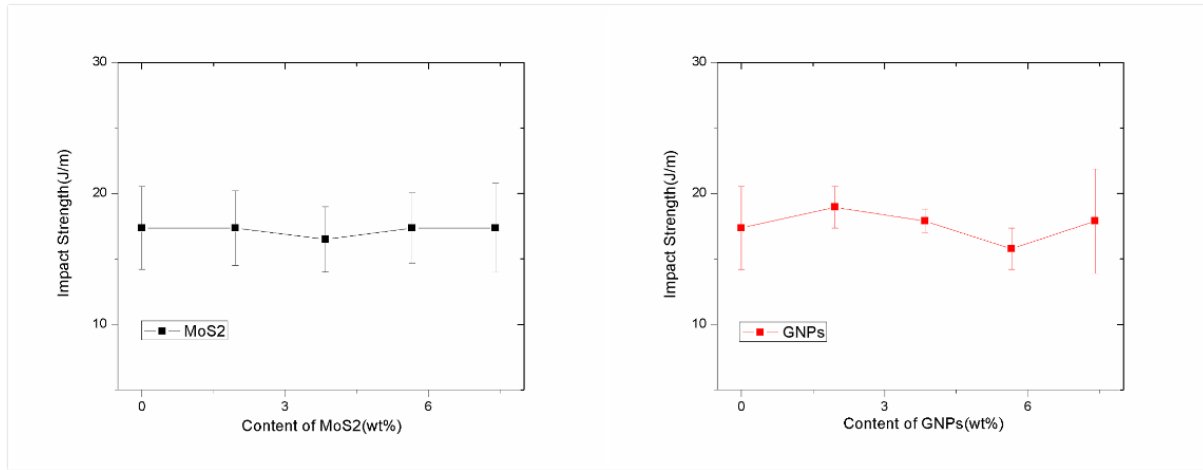 30
20
10
Impact Strength(J/m)
MoS2
0 3 6
Content of MoS2(wt%)
30
20
10
Impact Strength(J/m)
GNPs
0 3 6
Content of GNPs(wt%)